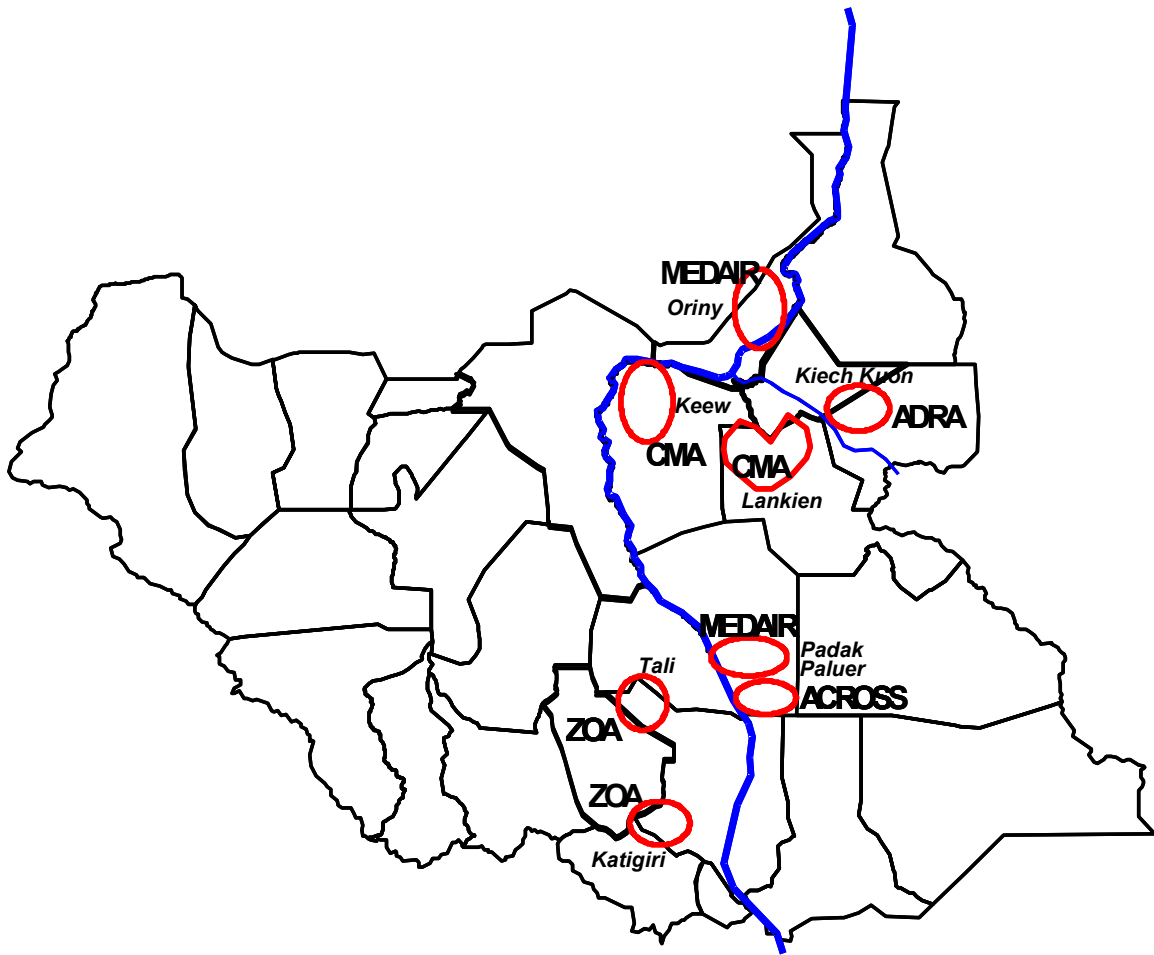 MEDAIR
Oriny
Kiech Kuon
Keew
ADRA
CMA
CMA
Lankien
MEDAIR
Padak
Paluer
Tali
ACROSS
ZOA
ZOA
Katigiri